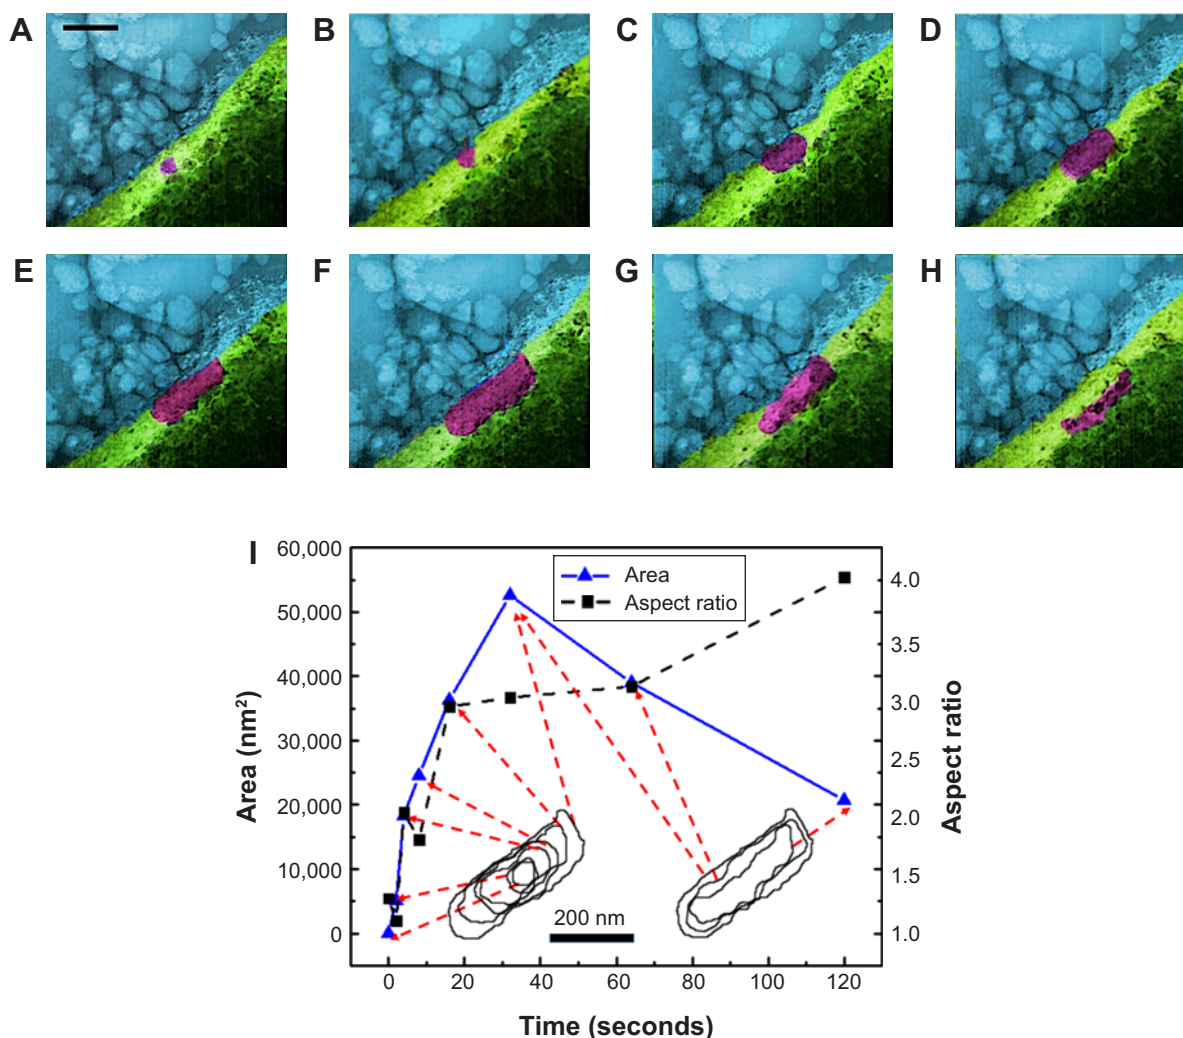 A
B
C
D
E
F
G
H
I
60,000
50,000
40,000
30,000
20,000
10,000
0
Area (nm²)
Area
Aspect ratio
4.0
3.5
3.0
2.5
2.0
1.5
1.0
Aspect ratio
200 nm
0 20 40 60 80 100 120
Time (seconds)